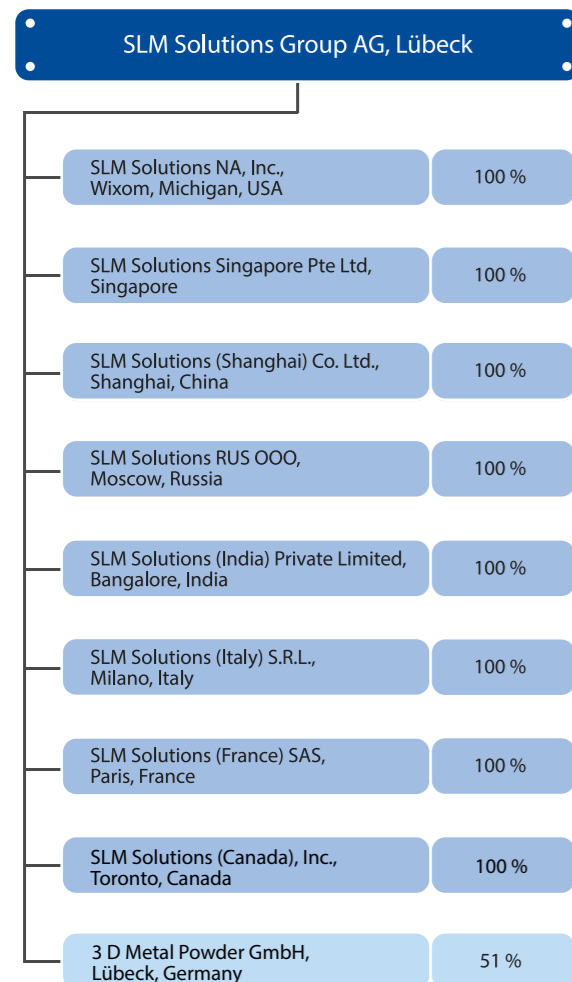 SLM Solutions Group AG, Lübeck
SLM Solutions NA, Inc.,
Wixom, Michigan, USA
100 %
SLM Solutions Singapore Pte Ltd,
Singapore
100 %
SLM Solutions (Shanghai) Co. Ltd.,
Shanghai, China
100 %
SLM Solutions RUS OOO,
Moscow, Russia
100 %
SLM Solutions (India) Private Limited,
Bangalore, India
100 %
SLM Solutions (Italy) S.R.L.,
Milano, Italy
100 %
SLM Solutions (France) SAS,
Paris, France
100 %
SLM Solutions (Canada), Inc.,
Toronto, Canada
100 %
3 D Metal Powder GmbH,
Lübeck, Germany
51 %